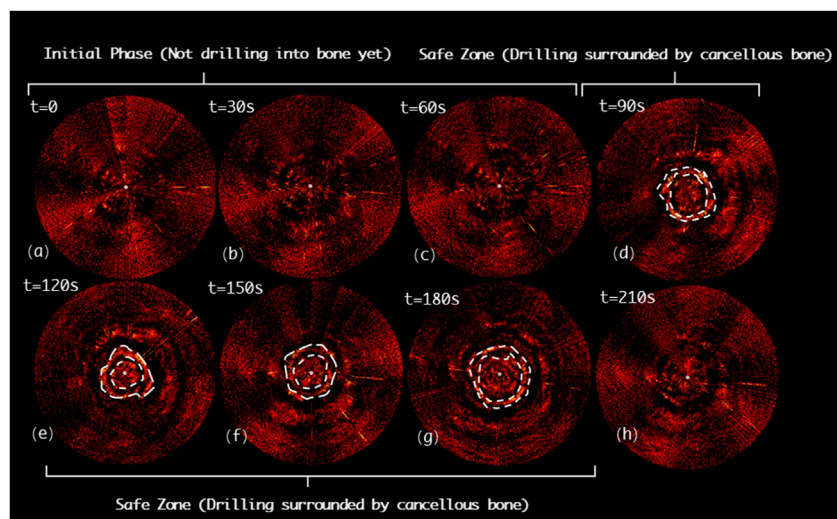 Initial Phase (Not drilling into bone yet)
Safe Zone (Drilling surrounded by cancellous bone)
t=0
t=30s
t=60s
t=90s
(a)
(b)
(c)
(d)
t=120s
t=150s
t=180s
t=210s
(e)
(f)
(g)
(h)
Safe Zone (Drilling surrounded by cancellous bone)